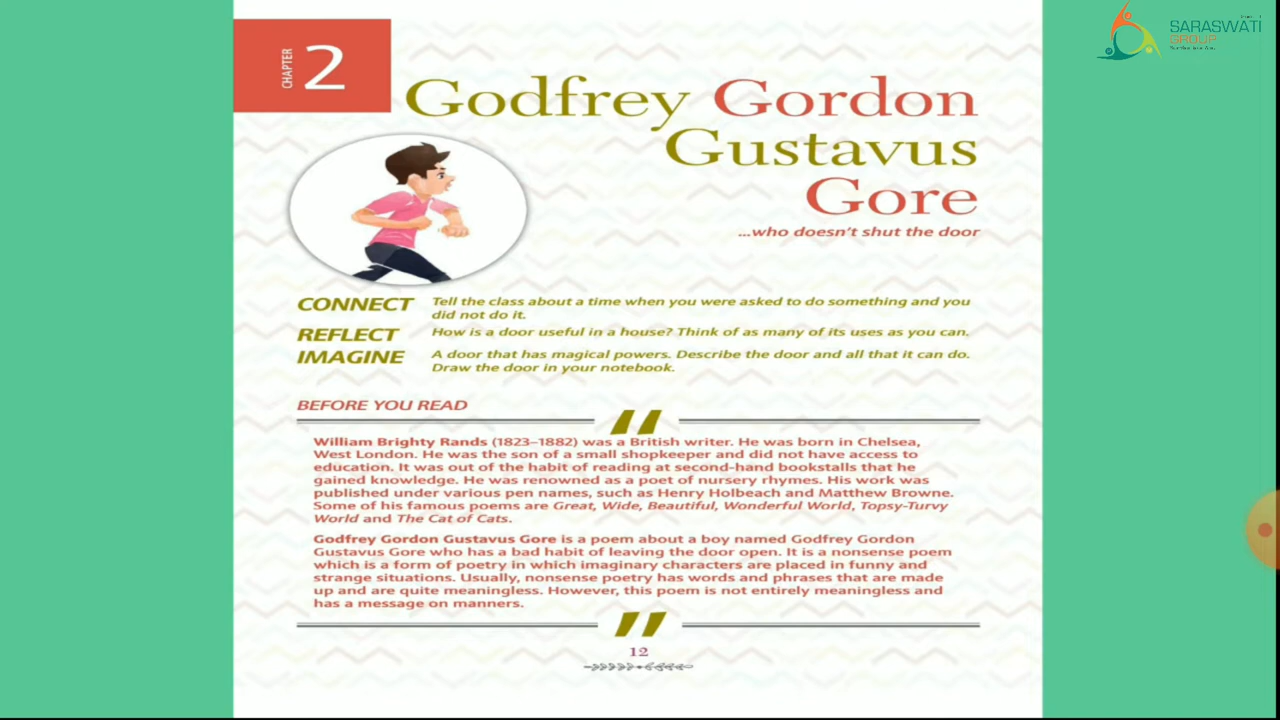 CHAPTER 2
Godfrey Gordon
Gustavus
Gore
...who doesn't shut the door
CONNECT Tell the class about a time when you were asked to do something and you
did not do it.
REFLECT How is a door useful in a house? Think of as many of its uses as you can.
IMAGINE A door that has magical powers. Describe the door and all that it can do.
Draw the door in your notebook.
BEFORE YOU READ
William Brighty Rands (1823–1882) was a British writer. He was born in Chelsea,
West London. He was the son of a small shopkeeper and did not have access to
education. It was out of the habit of reading at second-hand bookstalls that he
gained knowledge. He was renowned as a poet of nursery rhymes. His work was
published under various pen names, such as Henry Holbeach and Matthew Browne.
Some of his famous poems are Great, Wide, Beautiful, Wonderful World, Topsy-Turvy
World and The Cat of Cats.
Godfrey Gordon Gustavus Gore is a poem about a boy named Godfrey Gordon
Gustavus Gore who has a bad habit of leaving the door open. It is a nonsense poem
which is a form of poetry in which imaginary characters are placed in funny and
strange situations. Usually, nonsense poetry has words and phrases that are made
up and are quite meaningless. However, this poem is not entirely meaningless and
has a message on manners.
12
SARASWATI
GROUP